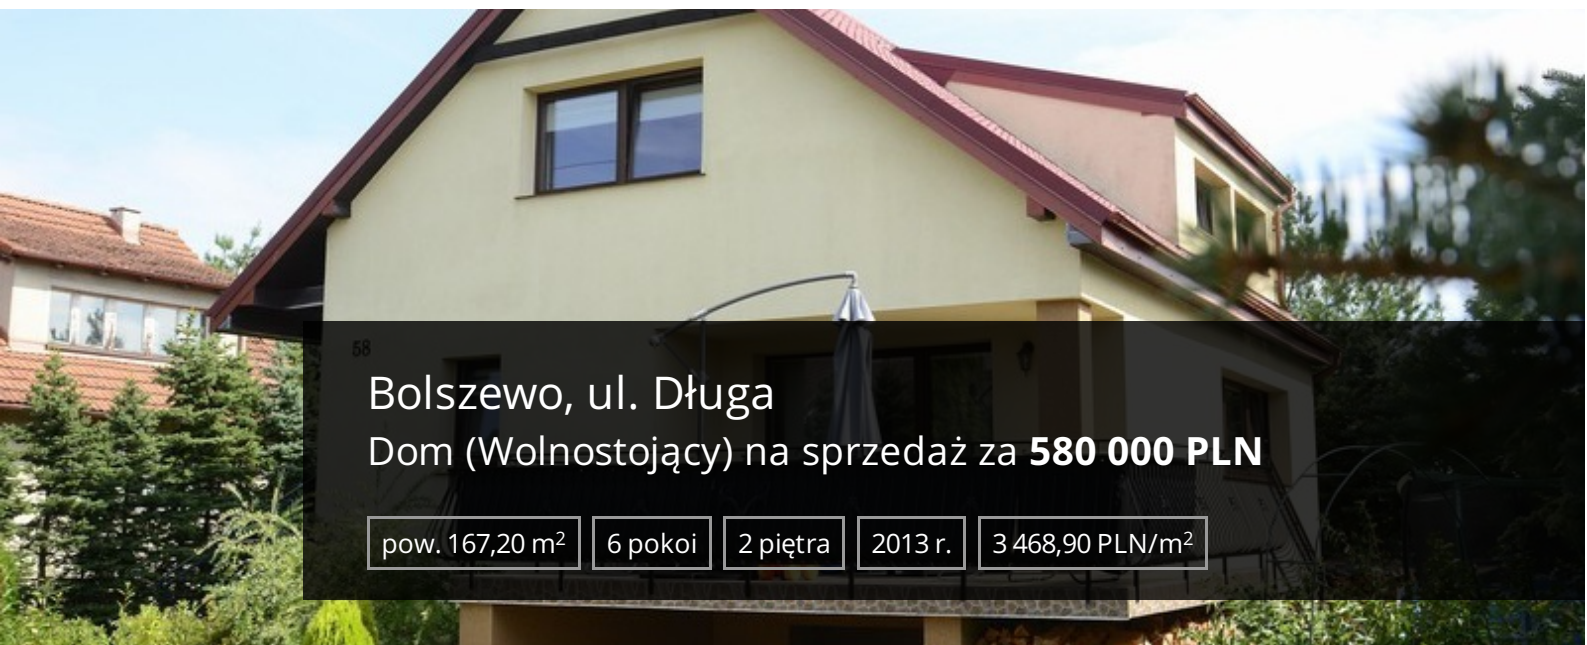 58
Bolszewo, ul. Długa
Dom (Wolnostojący) na sprzedaż za 580 000 PLN
pow. 167,20 m² 6 pokoi 2 piętra 2013 r. 3 468,90 PLN/m²